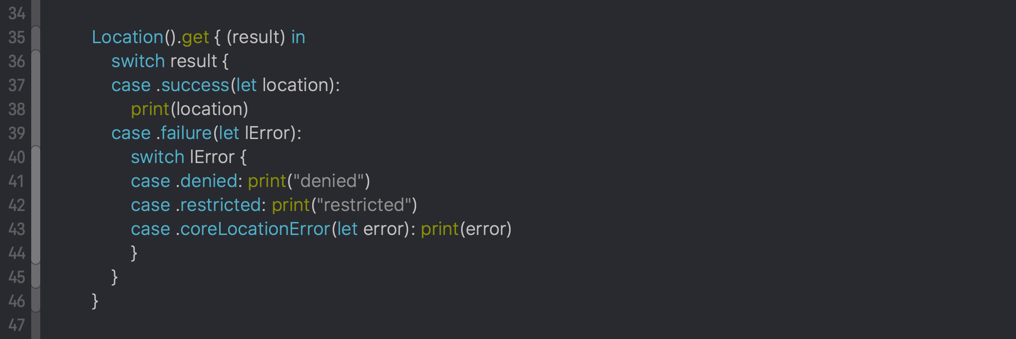 34
35 Location().get { (result) in
36 switch result {
37 case .success(let location):
38 print(location)
39 case .failure(let lError):
40 switch lError {
41 case .denied: print("denied")
42 case .restricted: print("restricted")
43 case .coreLocationError(let error): print(error)
44 }
45 }
46 }
47